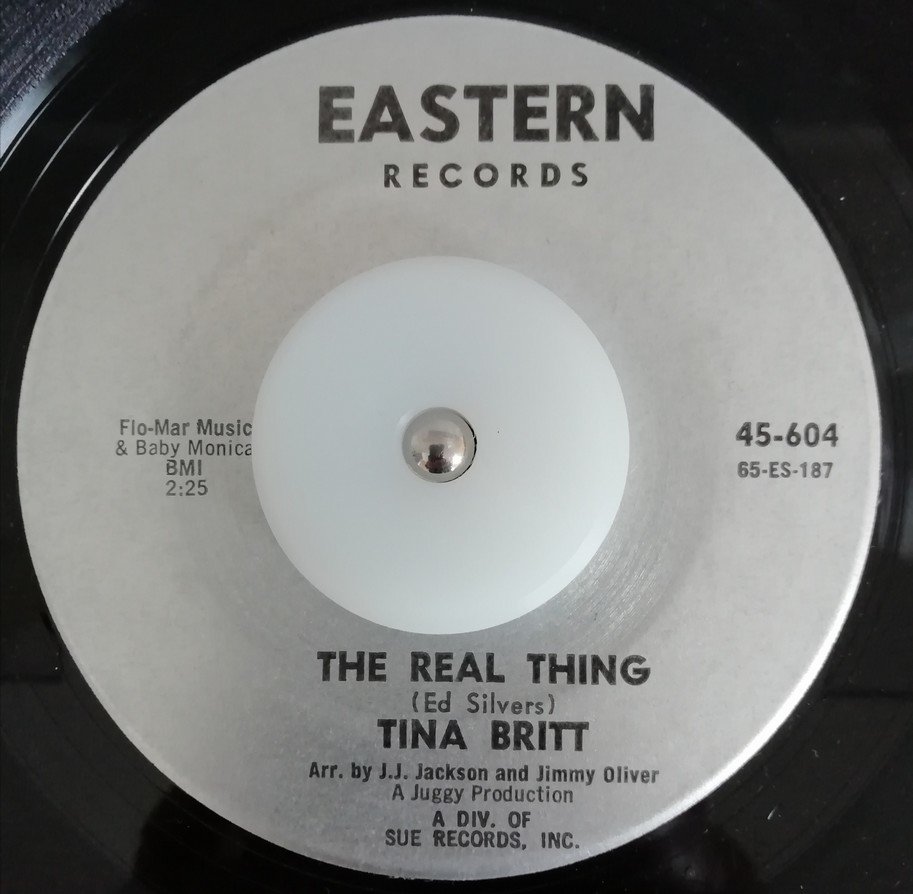 EASTERN
RECORDS
Flo-Mar Music
& Baby Monica
BMI
2:25
45-604
65-ES-187
THE REAL THING
(Ed Silvers)
TINA BRITT
Arr. by J.J. Jackson and Jimmy Oliver
A Juggy Production
A DIV. OF
SUE RECORDS, INC.